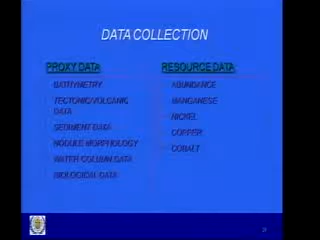 DATA COLLECTION
PROXY DATA
BATHYMETRY
TECTONIC/VOLCANIC
DATA
SEDIMENT DATA
NODULE MORPHOLOGY
WATER COLUMN DATA
BIOLOGICAL DATA
RESOURCE DATA
ABUNDANCE
MANGANESE
NICKEL
COPPER
COBALT